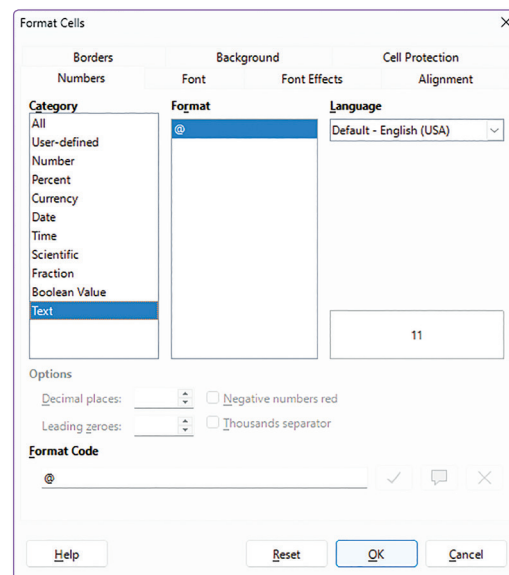 Format Cells
Borders Background Cell Protection
Numbers Font Font Effects Alignment
Category Format Language
All @ Default - English (USA)
User-defined
Number
Percent
Currency
Date
Time
Scientific
Fraction
Boolean Value
Text
11
Options
Decimal places: Negative numbers red
Leading zeroes: Thousands separator
Format Code
@
Help Reset OK Cancel